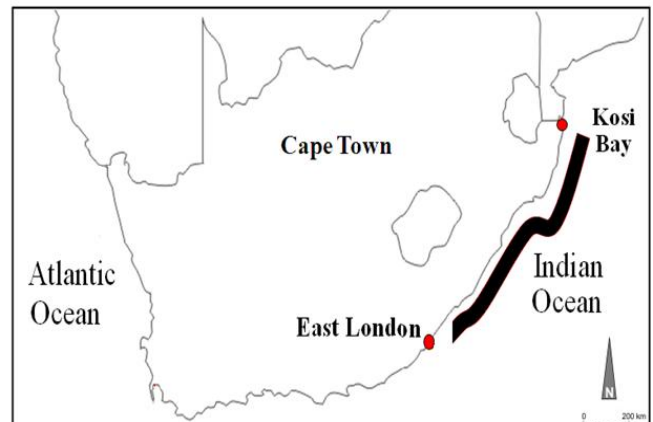 Kosi
Bay
Cape Town
Atlantic
Ocean
Indian
Ocean
East London
N
0 200 km